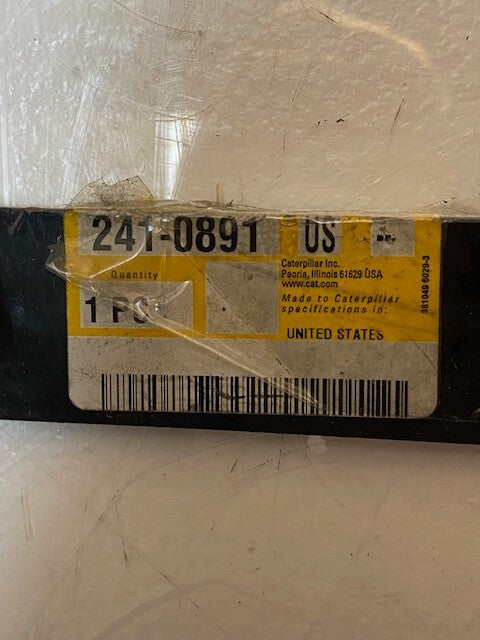 241-0891 US
Quantity
1 PC
Caterpillar Inc.
Peoria, Illinois 61629 USA
www.cat.com
Made to Caterpillar
specifications in:
UNITED STATES